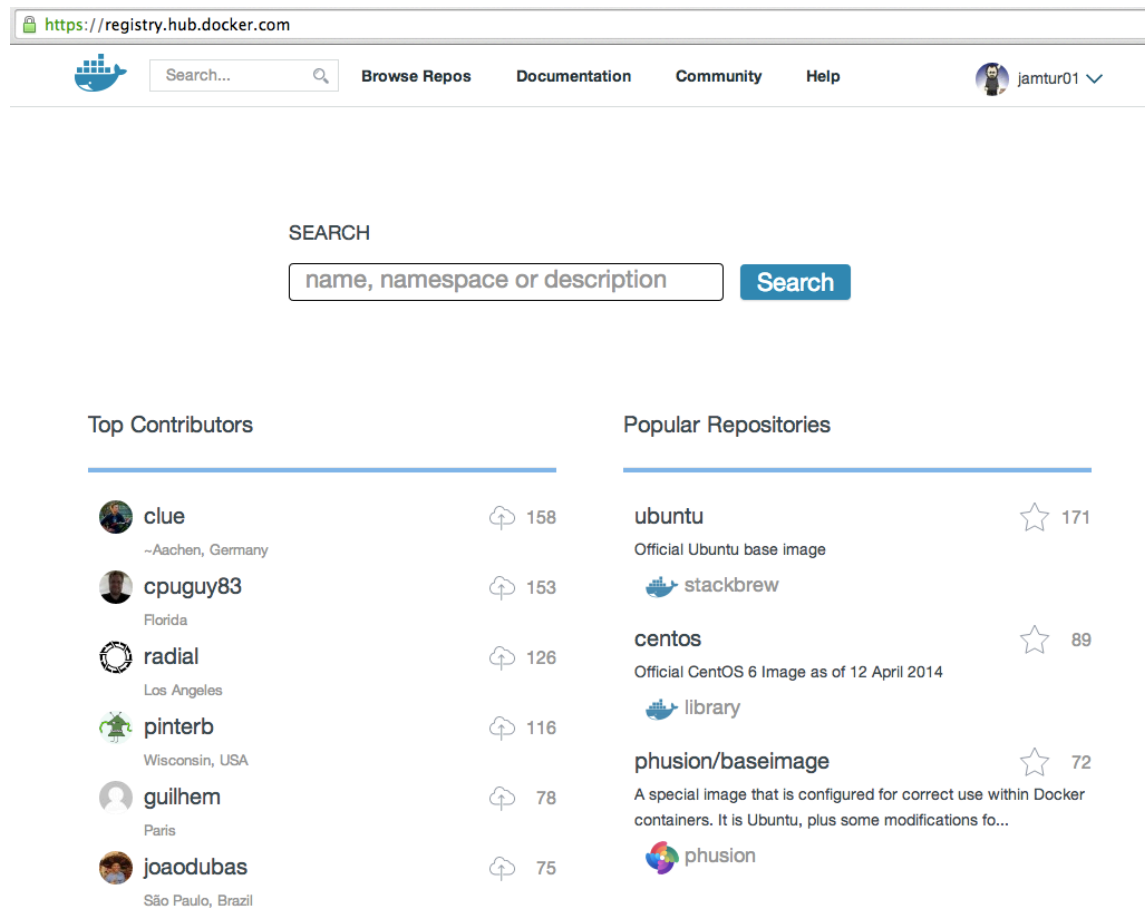 https://registry.hub.docker.com
Search... Browse Repos Documentation Community Help jamtur01
SEARCH
name, namespace or description Search
Top Contributors
clue 158
~Aachen, Germany
cpuguy83 153
Florida
radial 126
Los Angeles
pinterb 116
Wisconsin, USA
guilhem 78
Paris
joaodubas 75
São Paulo, Brazil
Popular Repositories
ubuntu 171
Official Ubuntu base image
stackbrew
centos 89
Official CentOS 6 Image as of 12 April 2014
library
phusion/baseimage 72
A special image that is configured for correct use within Docker
containers. It is Ubuntu, plus some modifications fo...
phusion